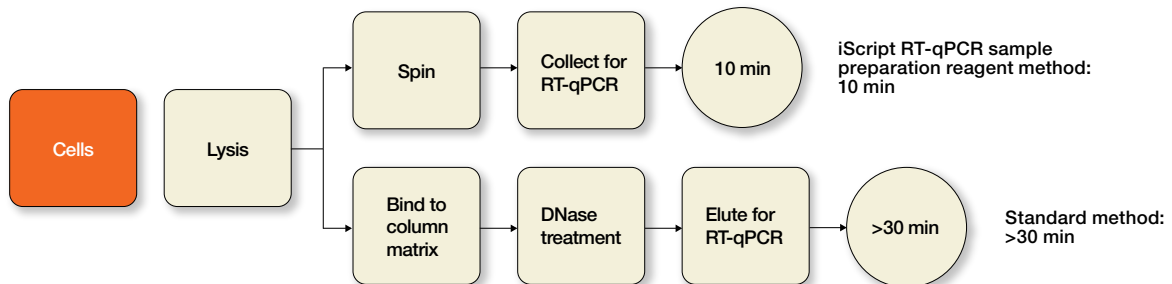 Cells
Lysis
Spin
Collect for
RT-qPCR
10 min
iScript RT-qPCR sample
preparation reagent method:
10 min
Bind to
column
matrix
DNase
treatment
Elute for
RT-qPCR
>30 min
Standard method:
>30 min